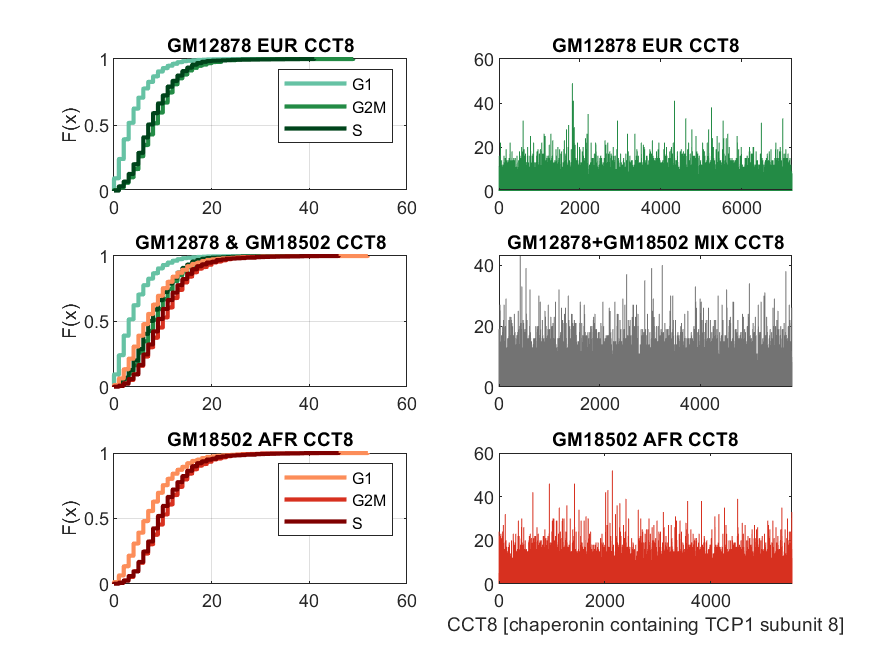 GM12878 EUR CCT8
1
0.5
0
F(x)
0 20 40 60
G1
G2M
S
GM12878 EUR CCT8
60
40
20
0
0 2000 4000 6000
GM12878 & GM18502 CCT8
1
0.5
0
F(x)
0 20 40 60
GM12878+GM18502 MIX CCT8
40
20
0
0 2000 4000
GM18502 AFR CCT8
1
0.5
0
F(x)
0 20 40 60
G1
G2M
S
GM18502 AFR CCT8
60
40
20
0
0 2000 4000
CCT8 [chaperonin containing TCP1 subunit 8]